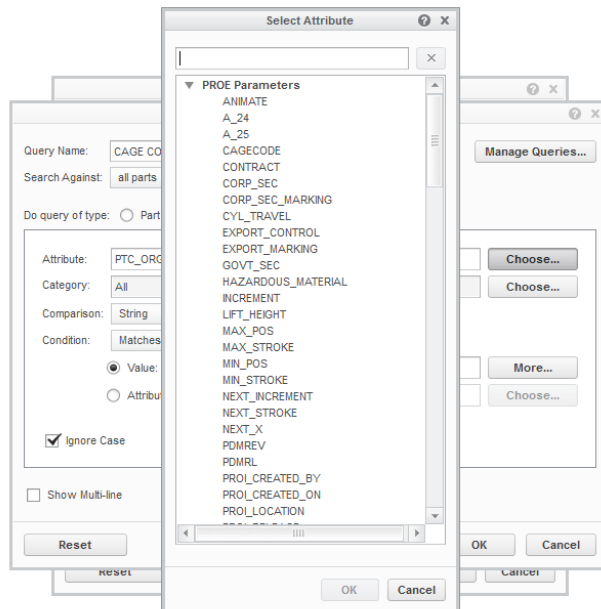 Select Attribute
PROE Parameters
ANIMATE
A_24
A_25
CAGECODE
CONTRACT
CORP_SEC
CORP_SEC_MARKING
CYL_TRAVEL
EXPORT_CONTROL
EXPORT_MARKING
GOVT_SEC
HAZARDOUS_MATERIAL
INCREMENT
LIFT_HEIGHT
MAX_POS
MAX_STROKE
MIN_POS
MIN_STROKE
NEXT_INCREMENT
NEXT_STROKE
NEXT_X
PDMREV
PDMRL
PROI_CREATED_BY
PROI_CREATED_ON
PROI_LOCATION
OK Cancel
Query Name: CAGE CO Manage Queries...
Search Against: all parts
Do query of type: Part
Attribute: PTC_ORG Choose...
Category: All Choose...
Comparison: String
Condition: Matches
Value: More...
Attribut Choose...
Ignore Case
Show Multi-line
Reset OK Cancel
Reset Cancel